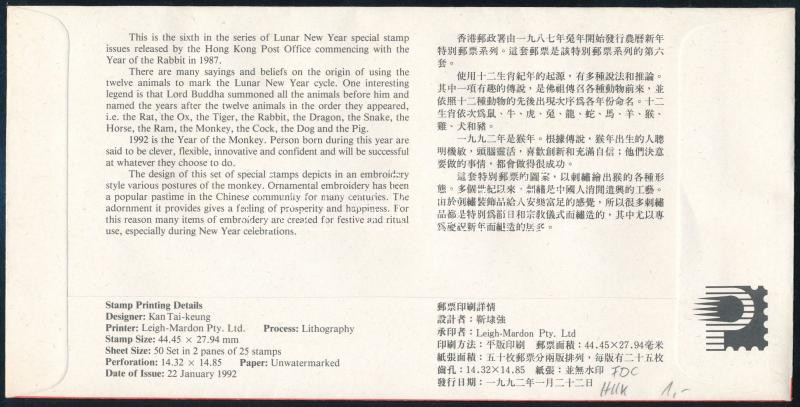 This is the sixth in the series of Lunar New Year special stamp
issues released by the Hong Kong Post Office commencing with the
Year of the Rabbit in 1987.
There are many sayings and beliefs on the origin of using the
twelve animals to mark the Lunar New Year cycle. One interesting
legend is that Lord Buddha summoned all the animals before him and
named the years after the twelve animals in the order they appeared,
i.e. the Rat, the Ox, the Tiger, the Rabbit, the Dragon, the Snake, the
Horse, the Ram, the Monkey, the Cock, the Dog and the Pig.
1992 is the Year of the Monkey. Person born during this year are
said to be clever, flexible, innovative and confident and will be successful
at whatever they choose to do.
The design of this set of special stamps depicts in an embroidery
style various postures of the monkey. Ornamental embroidery has been
a popular pastime in the Chinese community for many centuries. The
adornment it provides gives a feeling of prosperity and happiness. For
this reason many items of embroidery are created for festive and ritual
use, especially during New Year celebrations.
香港郵政署由一九八七年兔年開始發行農曆新年
特別郵票系列。這套郵票是該特別郵票系列的第六
套。
使用十二生肖紀年的起源，有多種說法和推論。
其中一項有趣的傳說，是佛祖傳召各種動物前來，並
依照十二種動物的先後出現次序爲各年份命名。十二
生肖依次爲鼠、牛、虎、兔、龍、蛇、馬、羊、猴、
雞、犬和豬。
一九九二年是猴年。根據傳說，猴年出生的人聰
明機敏，頭腦靈活，喜歡創新和充滿自信；他們決意
要做的事情，都會做得很成功。
這套特別郵票的圖案，以刺繡繪出猴的各種形
態。多個世紀以來，刺繡是中國人消閒遣興的工藝。
由於刺繡裝飾品給人安樂富足的感覺，所以很多刺繡
品都是特別爲節日和宗教儀式而繡造的，其中尤以專
爲慶祝新年而繡造的居多。
Stamp Printing Details
Designer: Kan Tai-keung
Printer: Leigh-Mardon Pty. Ltd. Process: Lithography
Stamp Size: 44.45 × 27.94 mm
Sheet Size: 50 Set in 2 panes of 25 stamps
Perforation: 14.32 × 14.85 Paper: Unwatermarked
Date of Issue: 22 January 1992
郵票印刷詳情
設計者：靳埭強
承印者：Leigh-Mardon Pty. Ltd
印刷方法：平版印刷 郵票面積：44.45×27.94毫米
紙張面積：五十枚郵票分兩版排列，每版有二十五枚
齒孔：14.32×14.85 紙張：並無水印 FDC
發行日期：一九九二年一月二十二日 HUK 1,-